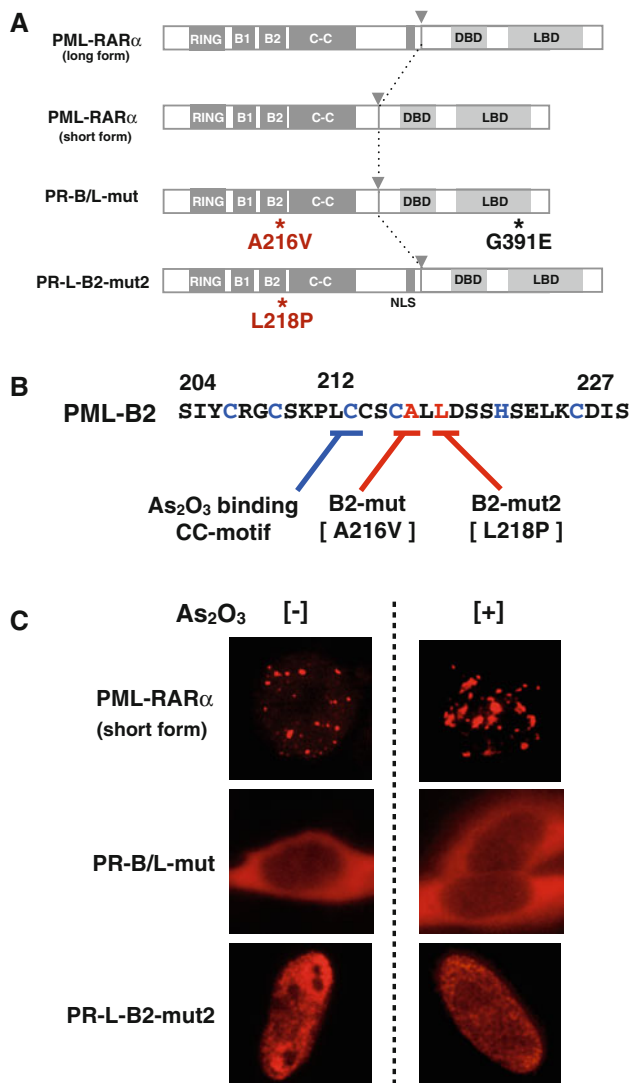 A
PML-RARα
(long form)
RING B1 B2 C-C DBD LBD
PML-RARα
(short form)
RING B1 B2 C-C DBD LBD
PR-B/L-mut
RING B1 B2 C-C DBD LBD
* *
A216V G391E
PR-L-B2-mut2
RING B1 B2 C-C DBD LBD
* NLS
L218P
B
204 212 227
PML-B2 SIYCRGCSKPLCCSCALLDSSHSELKCDIS
As₂O₃ binding B2-mut B2-mut2
CC-motif [ A216V ] [ L218P ]
C
As₂O₃ [-] [+]
PML-RARα
(short form)
PR-B/L-mut
PR-L-B2-mut2